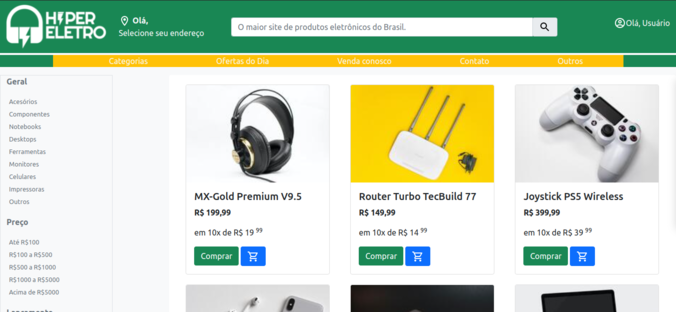 HIPER
ELETRO
Olá,
Selecione seu endereço
O maior site de produtos eletrônicos do Brasil.
Olá, Usuário
Categorias
Ofertas do Dia
Venda conosco
Contato
Outros
Geral
Acesórios
Componentes
Notebooks
Desktops
Ferramentas
Monitores
Celulares
Impressoras
Outros
Preço
Até R$100
R$100 a R$500
R$500 a R$1000
R$1000 a R$5000
Acima de R$5000
MX-Gold Premium V9.5
R$ 199,99
em 10x de R$ 19 99
Comprar
Router Turbo TecBuild 77
R$ 149,99
em 10x de R$ 14 99
Comprar
Joystick PS5 Wireless
R$ 399,99
em 10x de R$ 39 99
Comprar